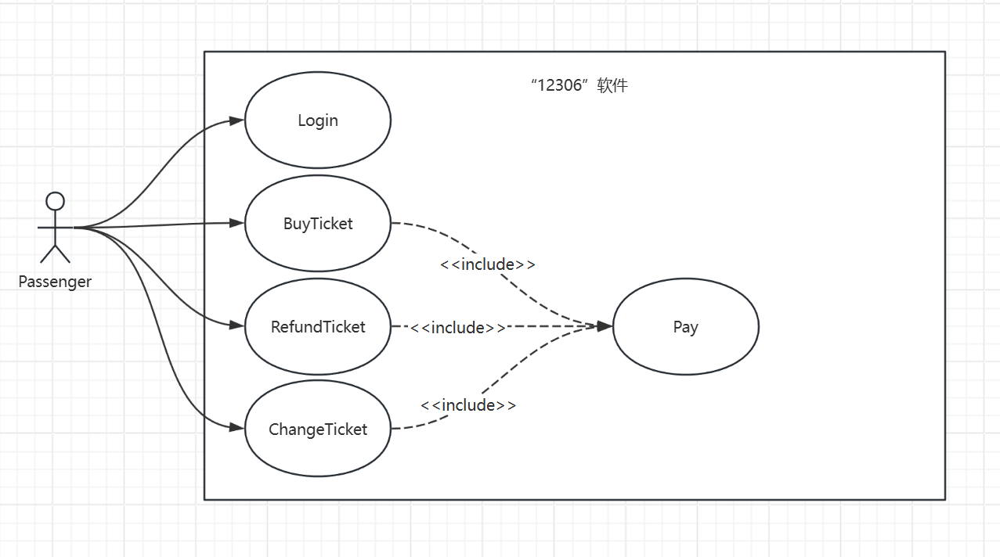 “12306”软件
Login
BuyTicket
<<include>>
Passenger
RefundTicket
<<include>>
Pay
<<include>>
ChangeTicket